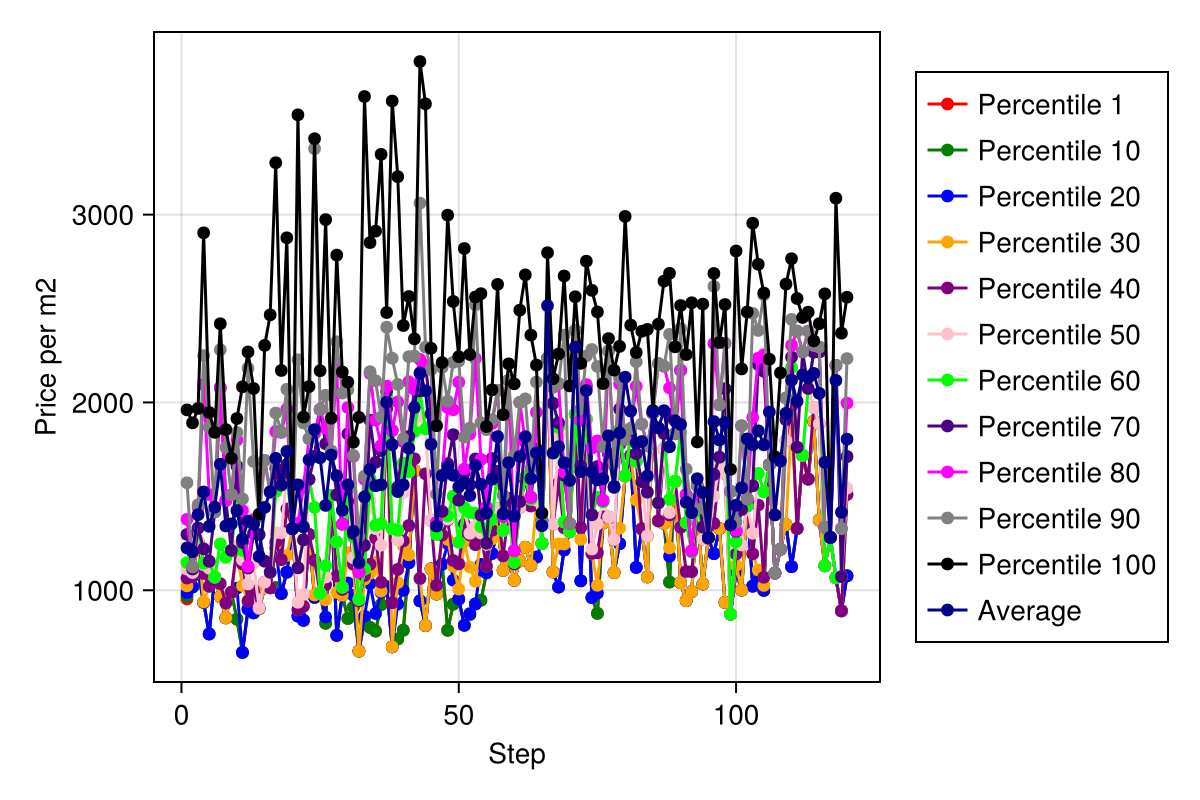 3000
2000
1000
0
50
100
Price per m2
Step
Percentile 1
Percentile 10
Percentile 20
Percentile 30
Percentile 40
Percentile 50
Percentile 60
Percentile 70
Percentile 80
Percentile 90
Percentile 100
Average